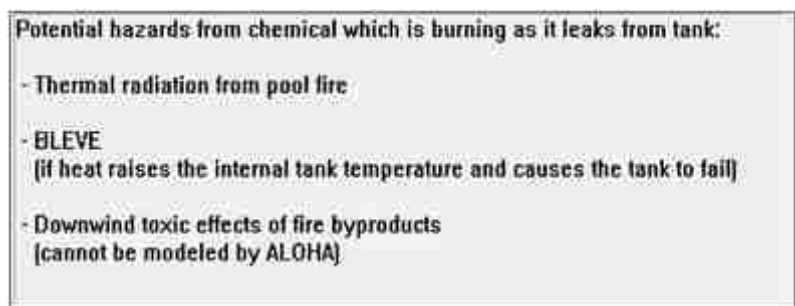 Potential hazards from chemical which is burning as it leaks from tank:
- Thermal radiation from pool fire
- BLEVE
(if heat raises the internal tank temperature and causes the tank to fail)
- Downwind toxic effects of fire byproducts
(cannot be modeled by ALOHA)